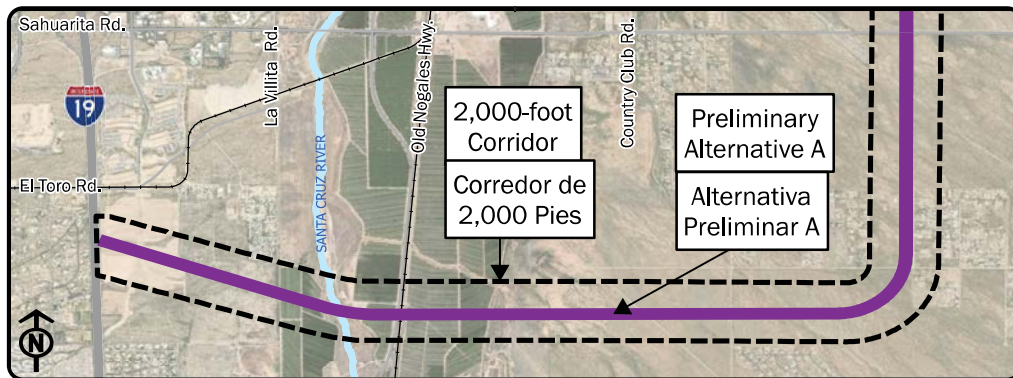 Sahuarita Rd.
INTERSTATE
19
La Villita Rd.
SANTA CRUZ RIVER
Old Nogales Hwy.
Country Club Rd.
El Toro Rd.
2,000-foot
Corridor
Corredor de
2,000 Pies
Preliminary
Alternative A
Alternativa
Preliminar A
N